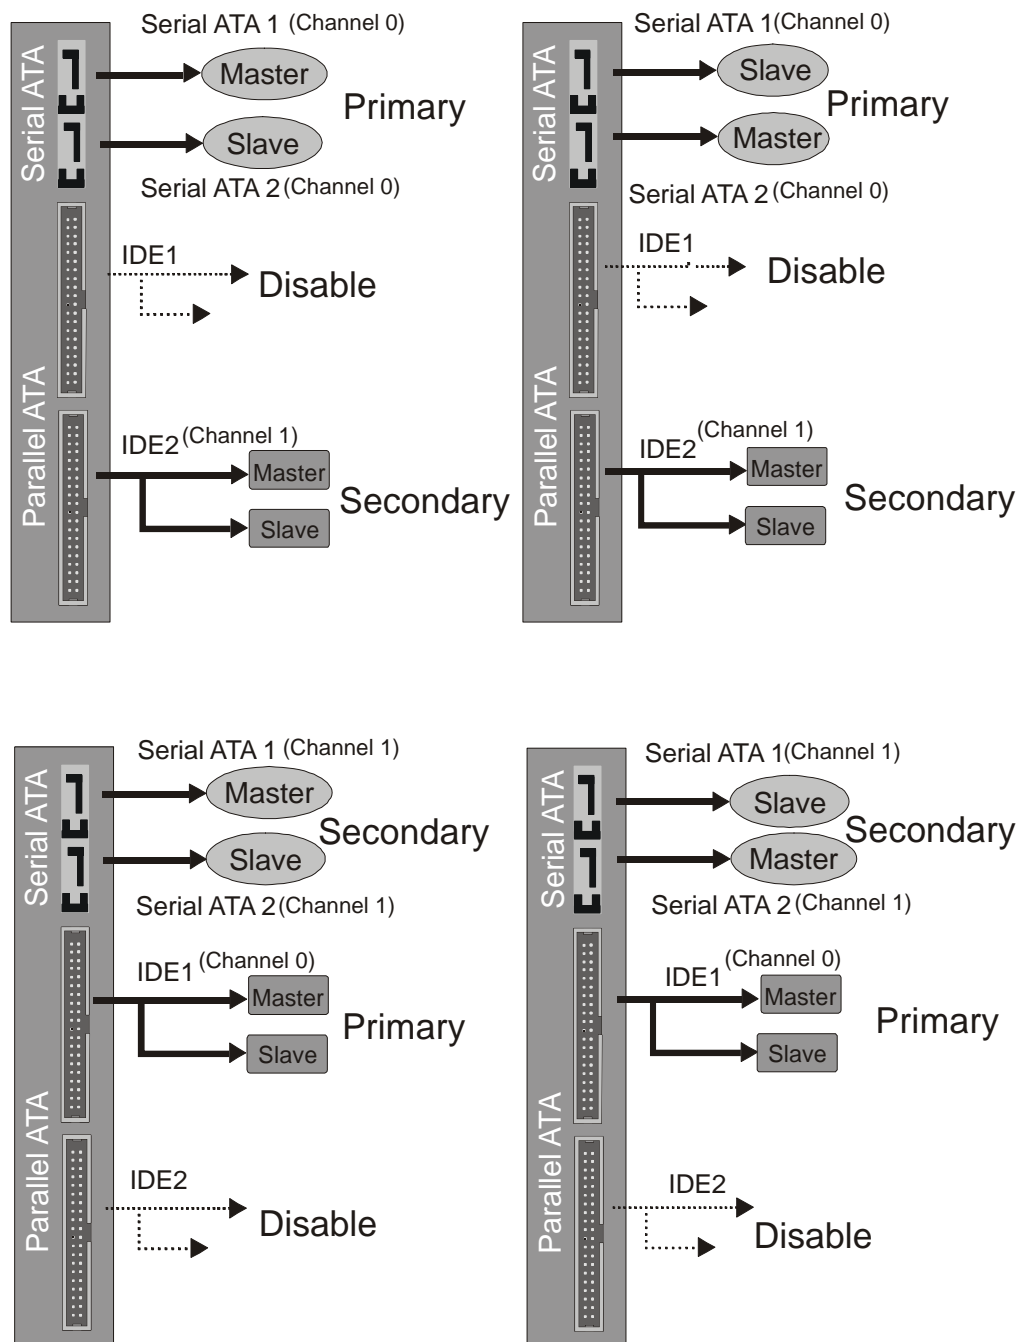 Serial ATA 1 (Channel 0)
Serial ATA
Master
Primary
Slave
Serial ATA 2 (Channel 0)
IDE1
Disable
Parallel ATA
IDE2 (Channel 1)
Master
Secondary
Slave
Serial ATA 1 (Channel 0)
Serial ATA
Slave
Primary
Master
Serial ATA 2 (Channel 0)
IDE1
Disable
Parallel ATA
IDE2 (Channel 1)
Master
Secondary
Slave
Serial ATA 1 (Channel 1)
Serial ATA
Master
Secondary
Slave
Serial ATA 2 (Channel 1)
IDE1 (Channel 0)
Master
Primary
Slave
Parallel ATA
IDE2
Disable
Serial ATA 1(Channel 1)
Serial ATA
Slave
Secondary
Master
Serial ATA 2 (Channel 1)
IDE1 (Channel 0)
Master
Primary
Slave
Parallel ATA
IDE2
Disable